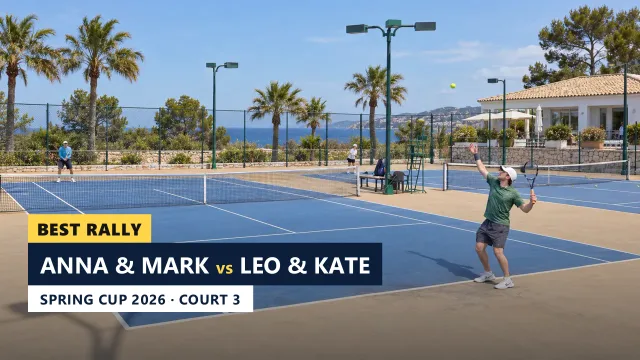 BEST RALLY
ANNA & MARK vs LEO & KATE
SPRING CUP 2026 · COURT 3